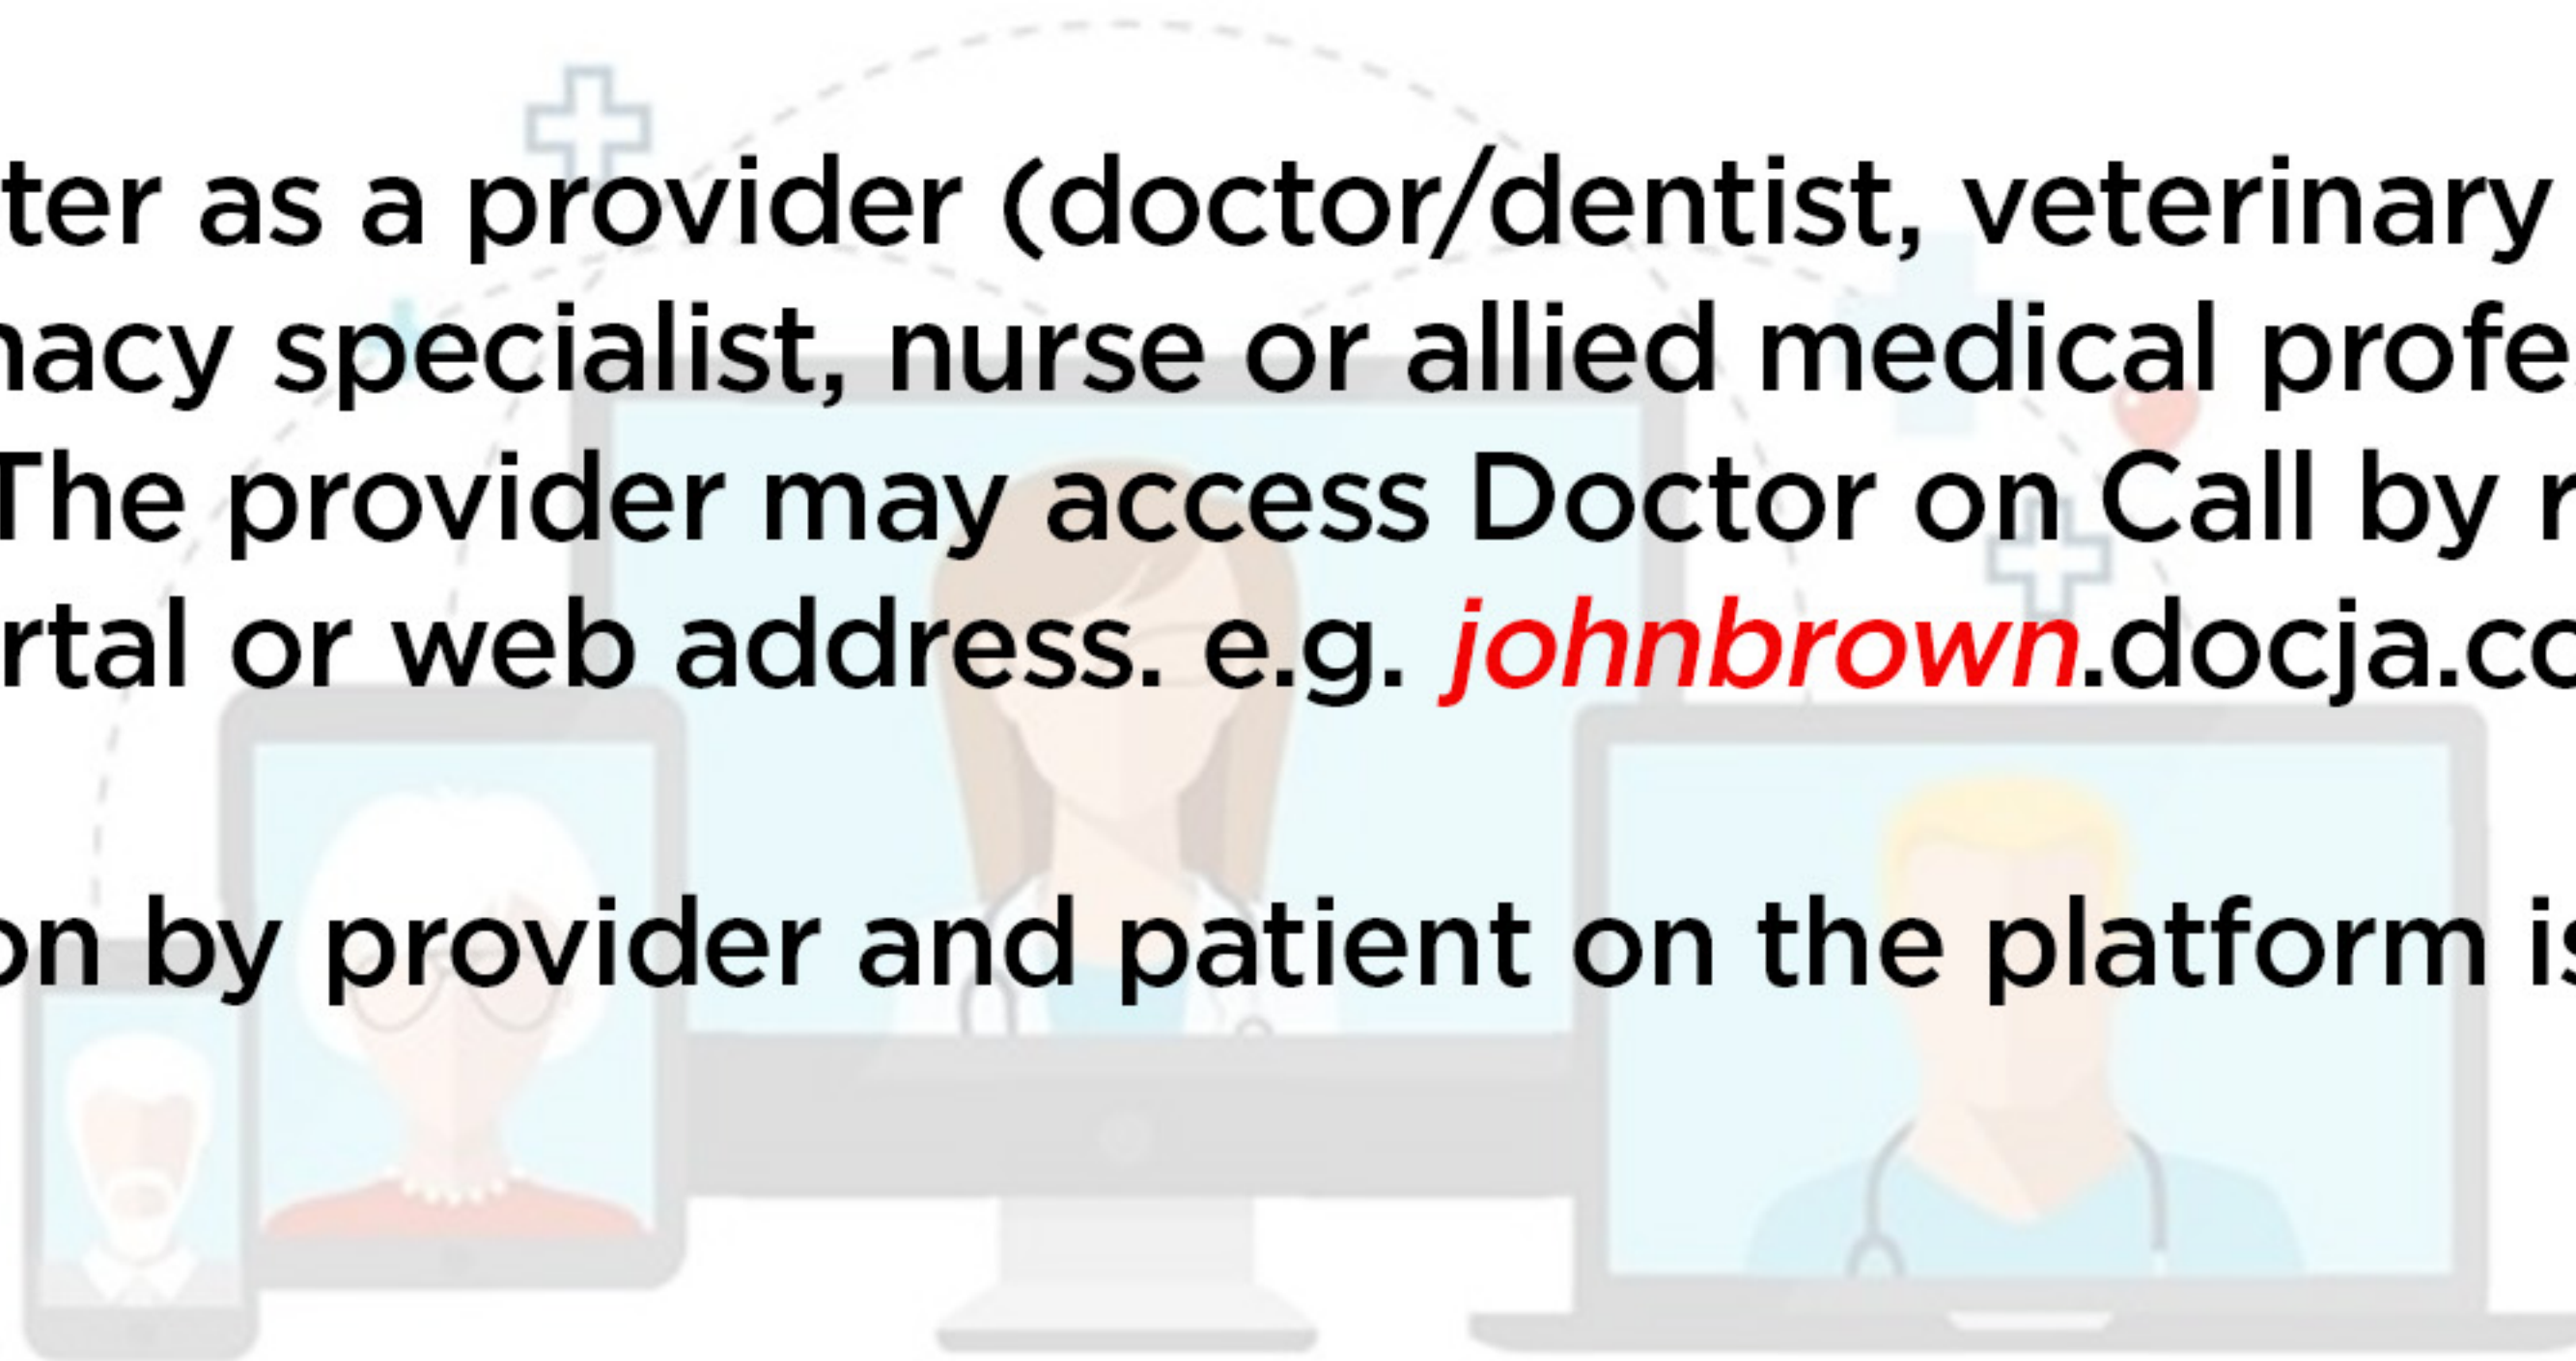 ter as a provider (doctor/dentist, veterinary
acy specialist, nurse or allied medical profe
The provider may access Doctor on Call by r
rtal or web address. e.g. johnbrown.docja.co
on by provider and patient on the platform is